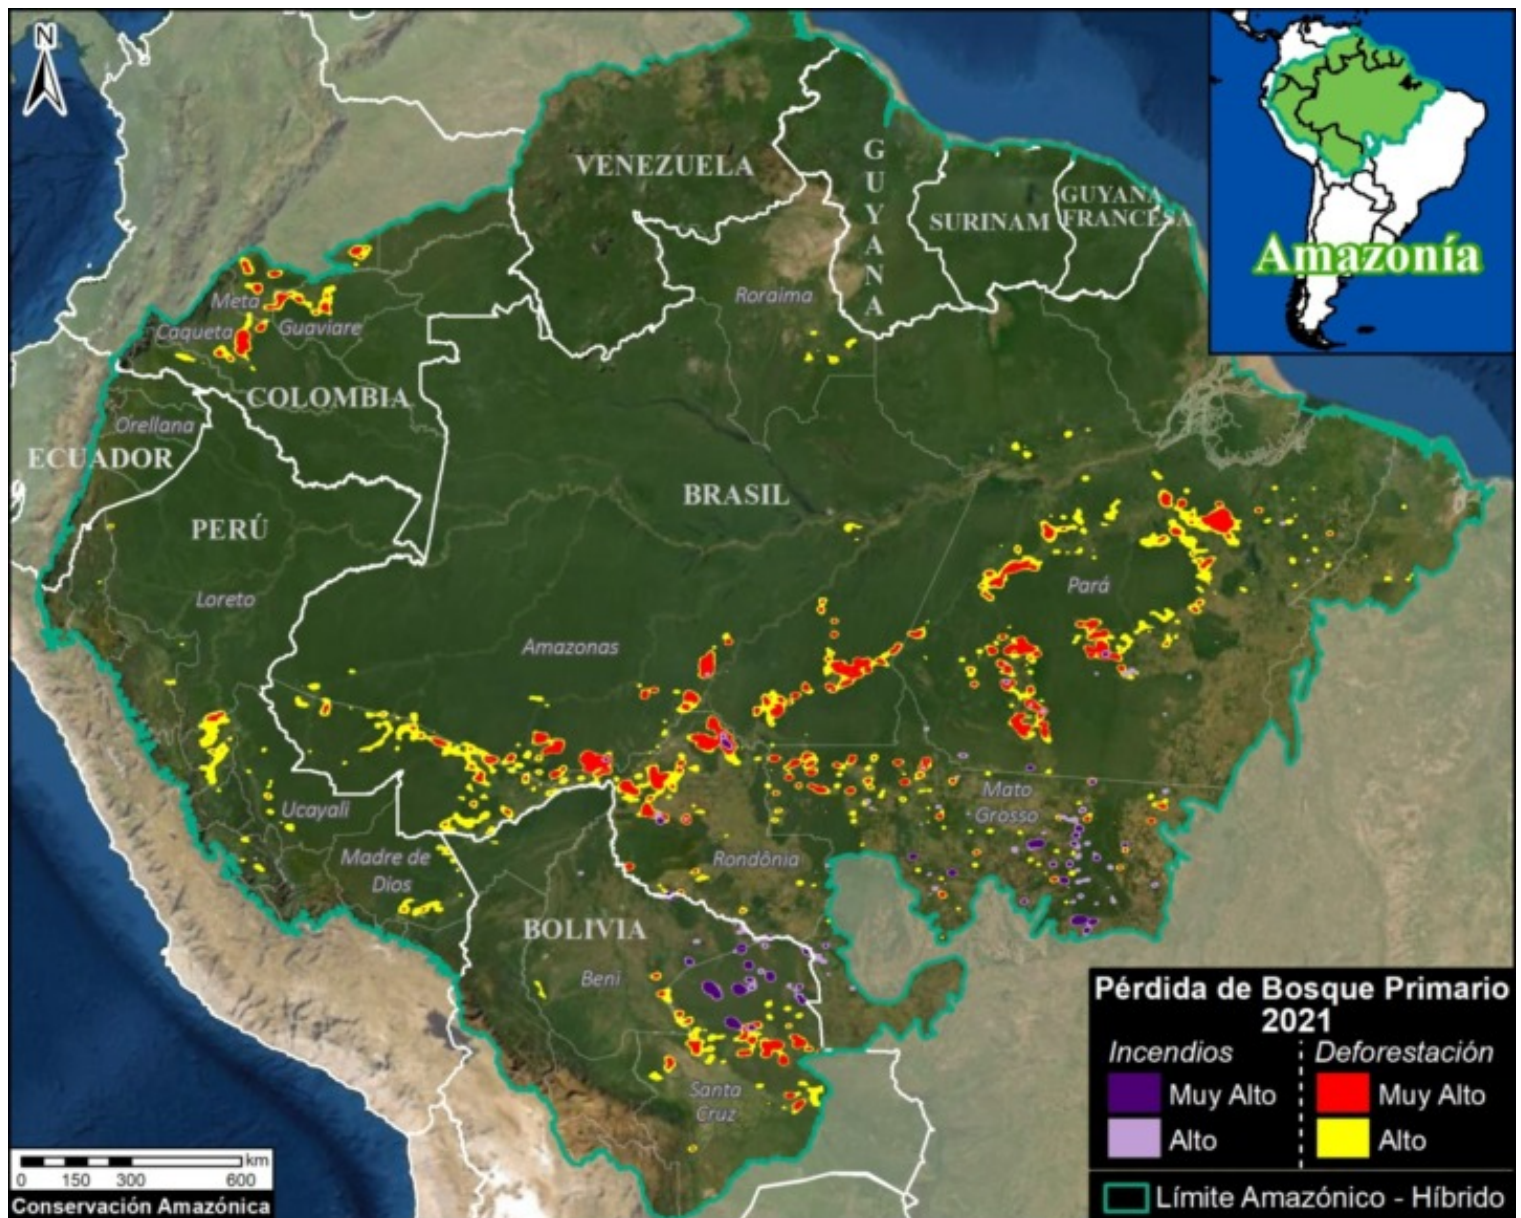 N
VENEZUELA
GUYANA
SURINAM
GUYANA
FRANCESA
Amazonía
Meta
Caqueta
Guaviare
Roraima
COLOMBIA
Orellana
ECUADOR
BRASIL
PERÚ
Loreto
Pará
Amazonas
Ucayali
Mato
Grosso
Madre de
Dios
Rondônia
BOLIVIA
Beni
Santa
Cruz
Pérdida de Bosque Primario
2021
Incendios
Deforestación
Muy Alto
Muy Alto
Alto
Alto
Límite Amazónico - Híbrido
km
0 150 300 600
Conservación Amazónica